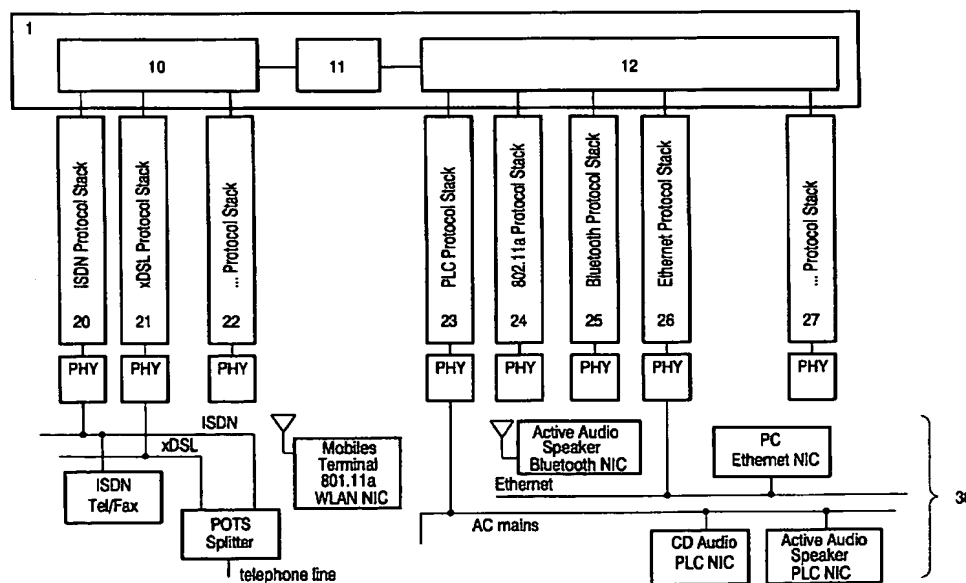 1
10
11
12
ISDN Protocol Stack
20
xDSL Protocol Stack
21
... Protocol Stack
22
PLC Protocol Stack
23
802.11a Protocol Stack
24
Bluetooth Protocol Stack
25
Ethernet Protocol Stack
26
... Protocol Stack
27
PHY
PHY
PHY
PHY
PHY
PHY
PHY
PHY
ISDN
xDSL
ISDN
Tel/Fax
POTS
Splitter
telephone line
Mobiles
Terminal
801.11a
WLAN NIC
Active Audio
Speaker
Bluetooth NIC
PC
Ethernet NIC
Ethernet
AC mains
CD Audio
PLC NIC
Active Audio
Speaker
PLC NIC